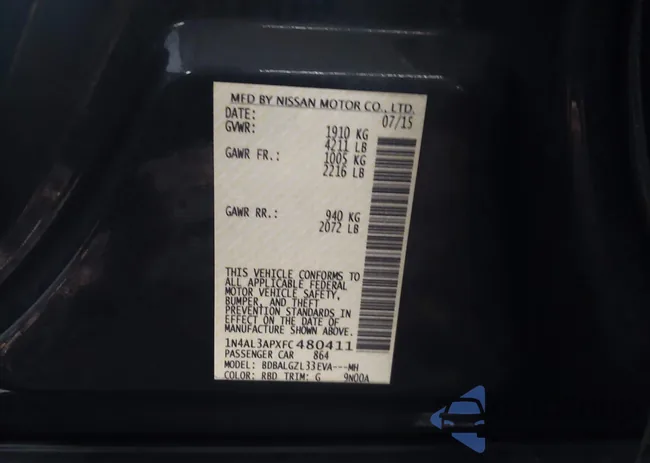 MFD BY NISSAN MOTOR CO., LTD.
DATE: 07/15
GVWR: 1910 KG
4211 LB
GAWR FR.: 1005 KG
2216 LB
GAWR RR.: 940 KG
2072 LB
THIS VEHICLE CONFORMS TO
ALL APPLICABLE FEDERAL
MOTOR VEHICLE SAFETY,
BUMPER, AND THEFT
PREVENTION STANDARDS IN
EFFECT ON THE DATE OF
MANUFACTURE SHOWN ABOVE.
1N4AL3APXFC480411
PASSENGER CAR 864
MODEL: BDBALGZL33EVA---MH
COLOR: RBD TRIM: G 9N00A